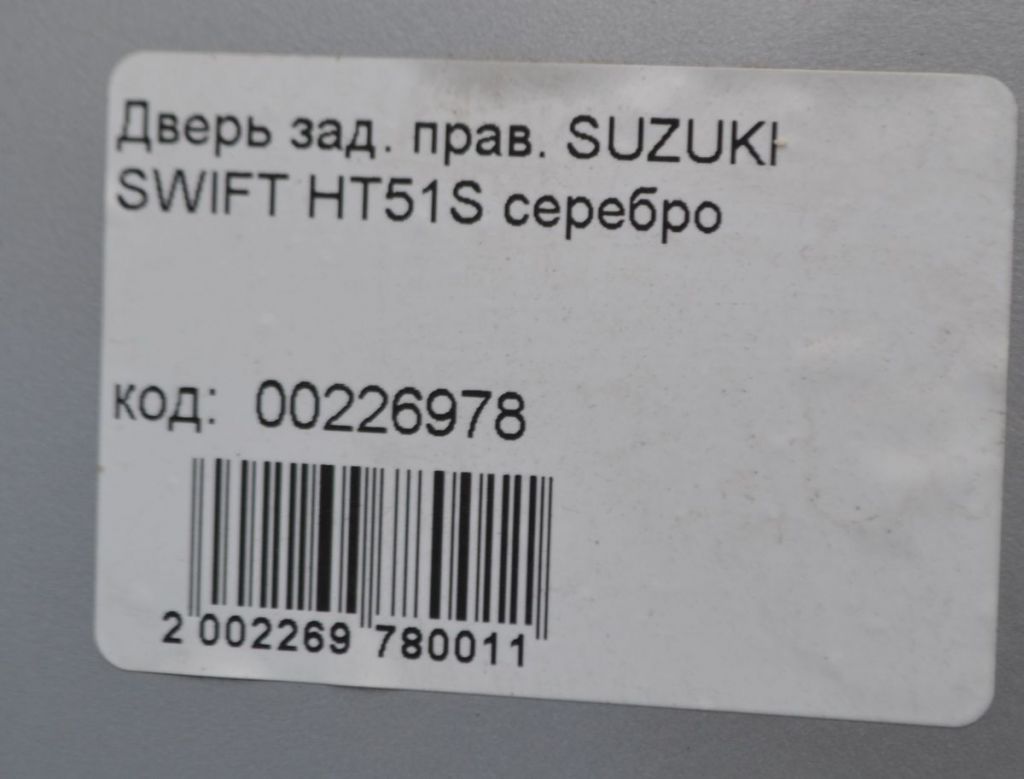 Дверь зад. прав. SUZUKI
SWIFT HT51S серебро
код: 00226978
2 002269 780011